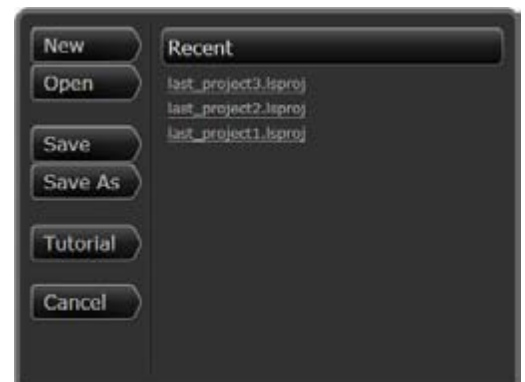 New
Open
Save
Save As
Tutorial
Cancel
Recent
last_project3.lsproj
last_project2.lsproj
last_project1.lsproj